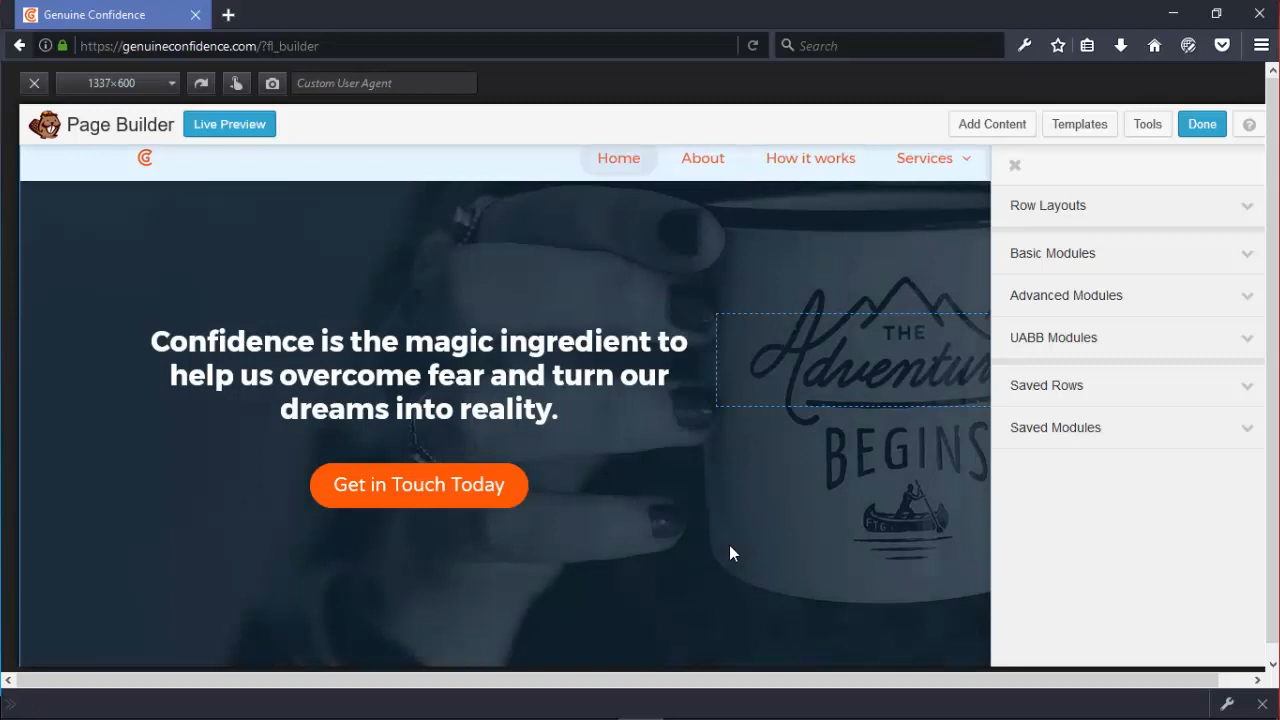 Genuine Confidence
https://genuineconfidence.com/?fl_builder
Search
1337×600
Custom User Agent
Page Builder
Live Preview
Add Content
Templates
Tools
Done
?
G
Home
About
How it works
Services
Row Layouts
Basic Modules
Advanced Modules
UABB Modules
Saved Rows
Saved Modules
Confidence is the magic ingredient to
help us overcome fear and turn our
dreams into reality.
Get in Touch Today
THE
Adventur
BEGINS
FTG